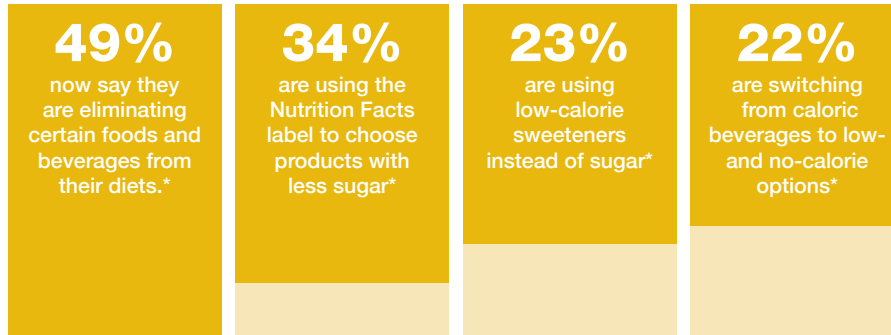 49%
now say they
are eliminating
certain foods and
beverages from
their diets.*
34%
are using the
Nutrition Facts
label to choose
products with
less sugar*
23%
are using
low-calorie
sweeteners
instead of sugar*
22%
are switching
from caloric
beverages to low-
and no-calorie
options*